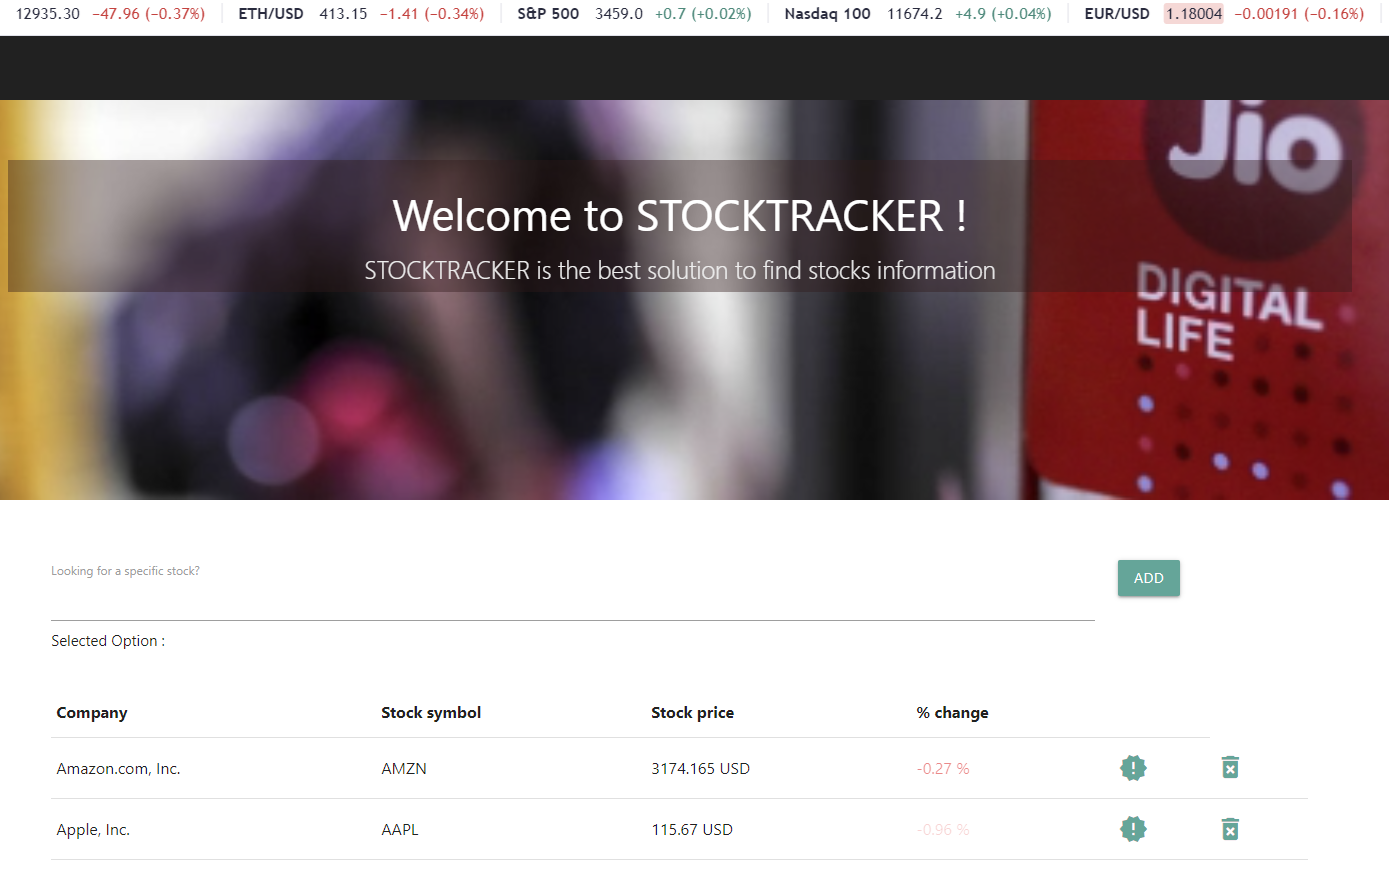 12935.30 −47.96 (−0.37%) ETH/USD 413.15 −1.41 (−0.34%) S&P 500 3459.0 +0.7 (+0.02%) Nasdaq 100 11674.2 +4.9 (+0.04%) EUR/USD 1.18004 −0.00191 (−0.16%)
Jio
Welcome to STOCKTRACKER !
STOCKTRACKER is the best solution to find stocks information
DIGITAL
LIFE
Looking for a specific stock?
ADD
Selected Option :
Company Stock symbol Stock price % change
Amazon.com, Inc. AMZN 3174.165 USD -0.27 %
Apple, Inc. AAPL 115.67 USD -0.96 %